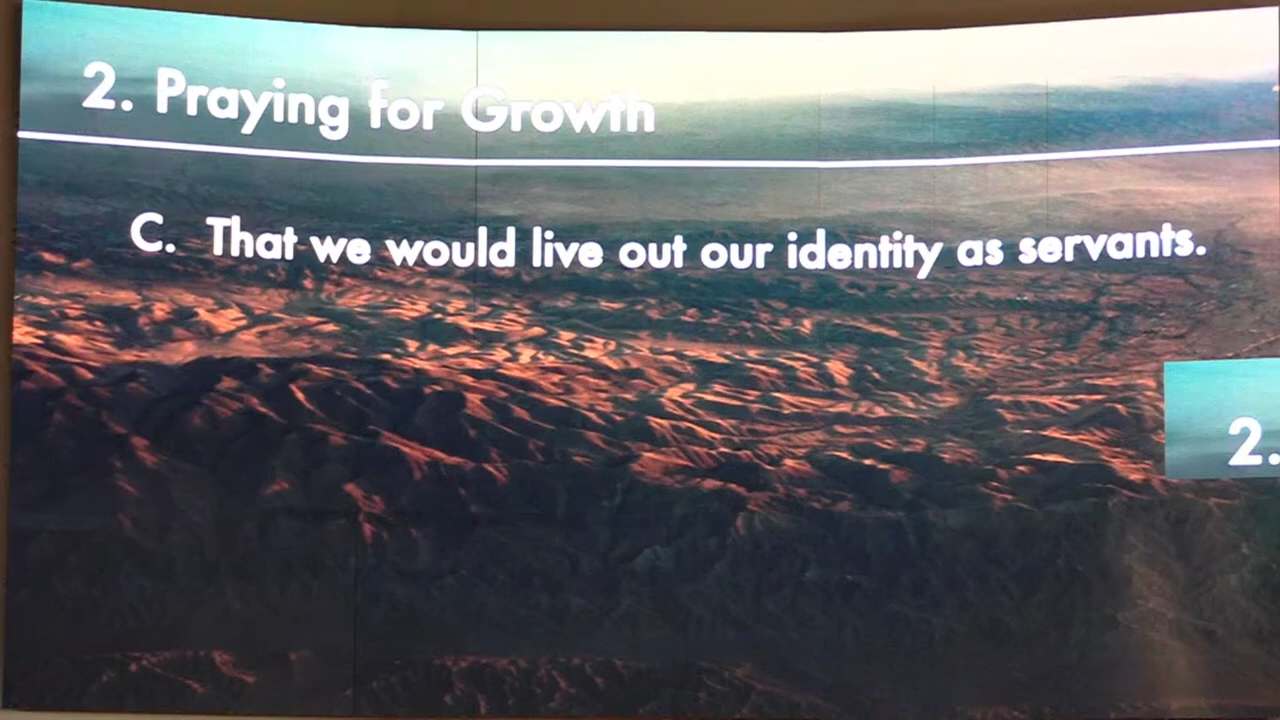 2. Praying for Growth
C. That we would live out our identity as servants.
2.